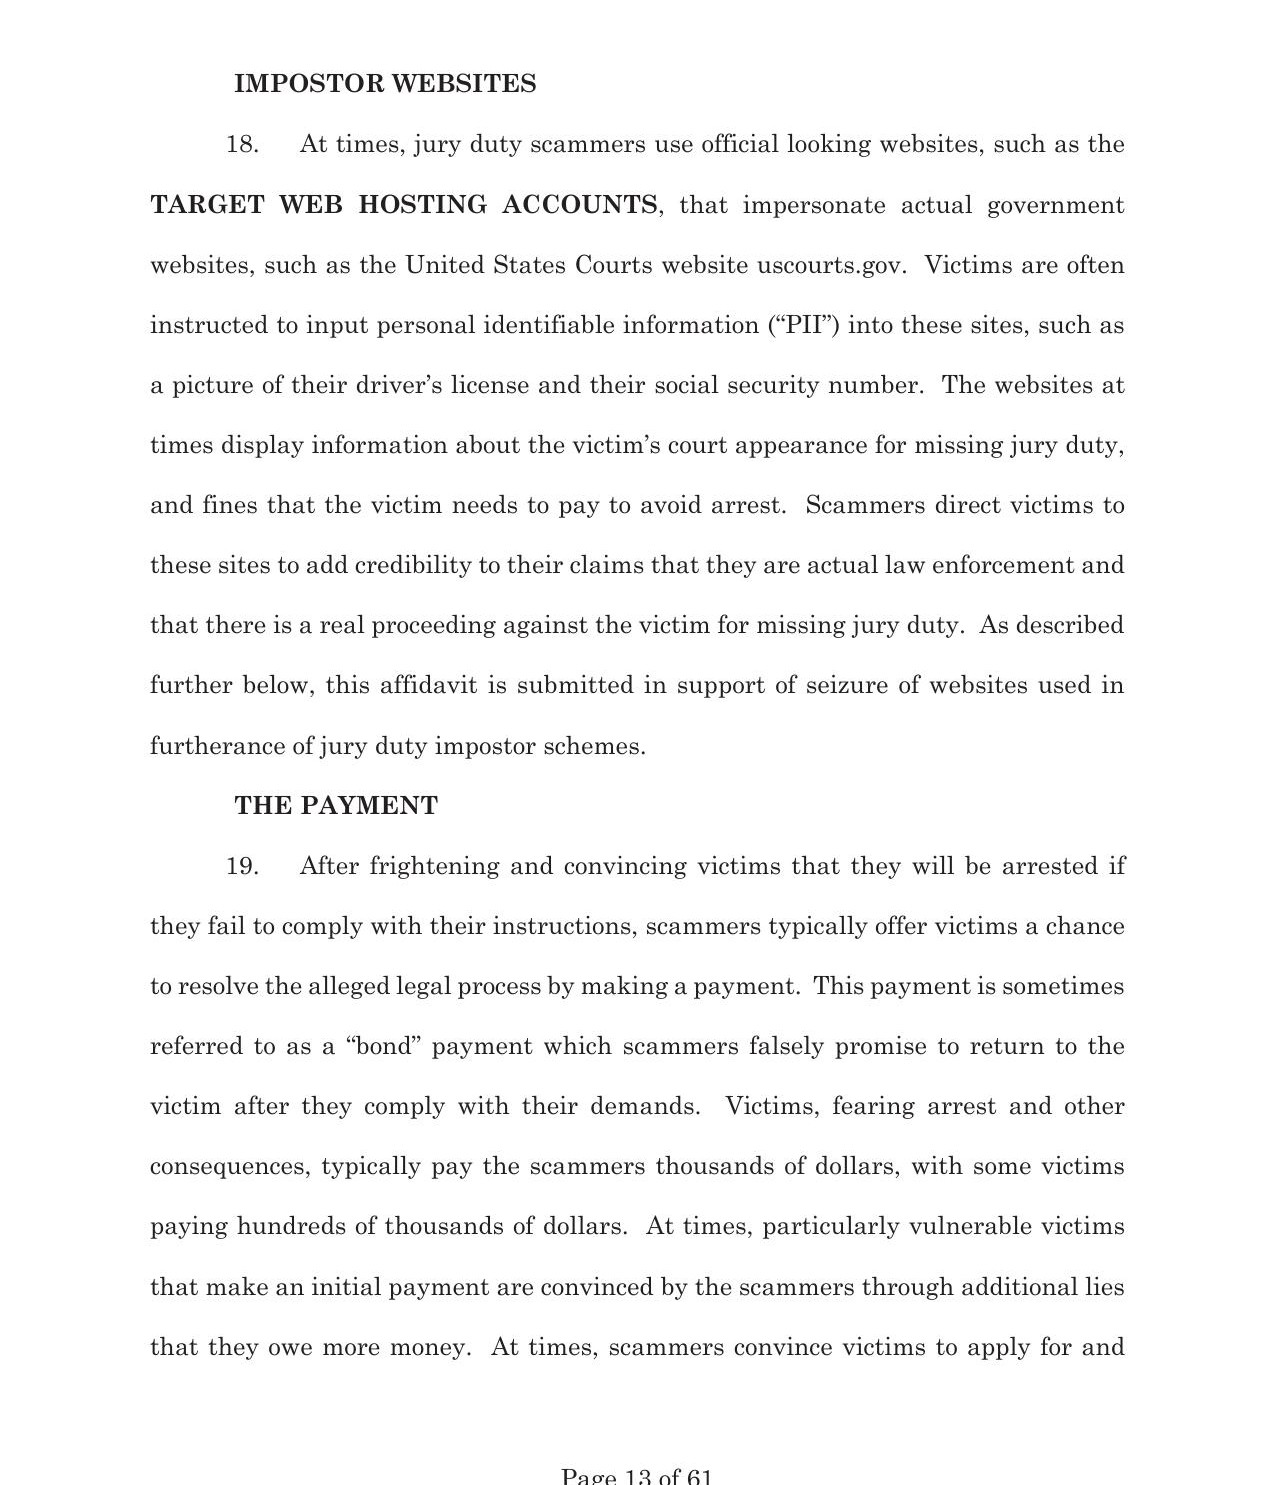 IMPOSTOR WEBSITES
18. At times, jury duty scammers use official looking websites, such as the
TARGET WEB HOSTING ACCOUNTS, that impersonate actual government
websites, such as the United States Courts website uscourts.gov. Victims are often
instructed to input personal identifiable information (“PII”) into these sites, such as
a picture of their driver’s license and their social security number. The websites at
times display information about the victim’s court appearance for missing jury duty,
and fines that the victim needs to pay to avoid arrest. Scammers direct victims to
these sites to add credibility to their claims that they are actual law enforcement and
that there is a real proceeding against the victim for missing jury duty. As described
further below, this affidavit is submitted in support of seizure of websites used in
furtherance of jury duty impostor schemes.
THE PAYMENT
19. After frightening and convincing victims that they will be arrested if
they fail to comply with their instructions, scammers typically offer victims a chance
to resolve the alleged legal process by making a payment. This payment is sometimes
referred to as a “bond” payment which scammers falsely promise to return to the
victim after they comply with their demands. Victims, fearing arrest and other
consequences, typically pay the scammers thousands of dollars, with some victims
paying hundreds of thousands of dollars. At times, particularly vulnerable victims
that make an initial payment are convinced by the scammers through additional lies
that they owe more money. At times, scammers convince victims to apply for and
Page 13 of 61